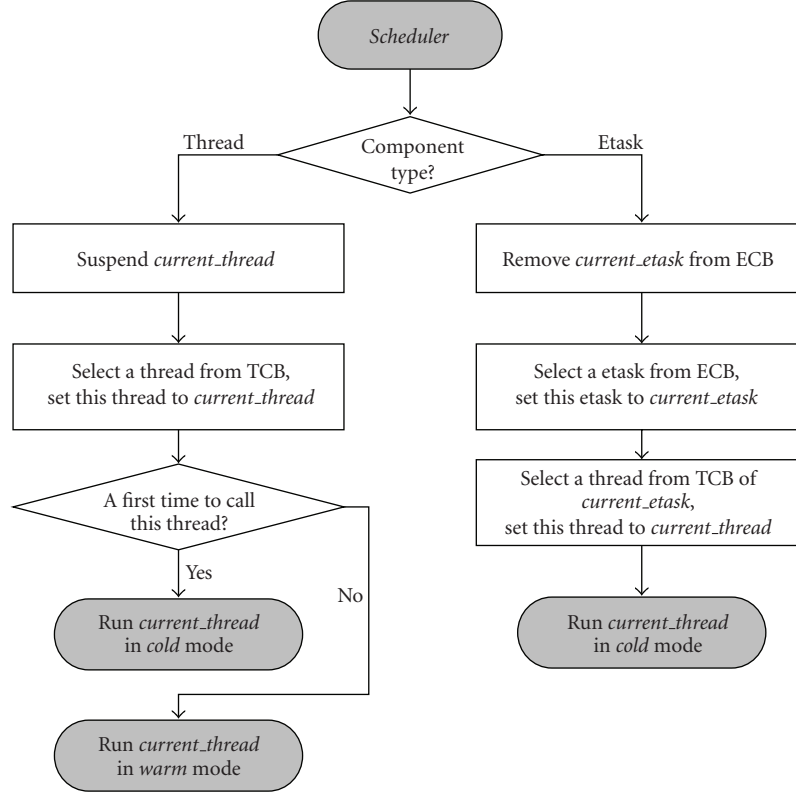 Scheduler
Component
type?
Thread
Etask
Suspend current_thread
Remove current_etask from ECB
Select a thread from TCB,
set this thread to current_thread
Select a etask from ECB,
set this etask to current_etask
A first time to call
this thread?
Select a thread from TCB of
current_etask,
set this thread to current_thread
Yes
No
Run current_thread
in cold mode
Run current_thread
in cold mode
Run current_thread
in warm mode